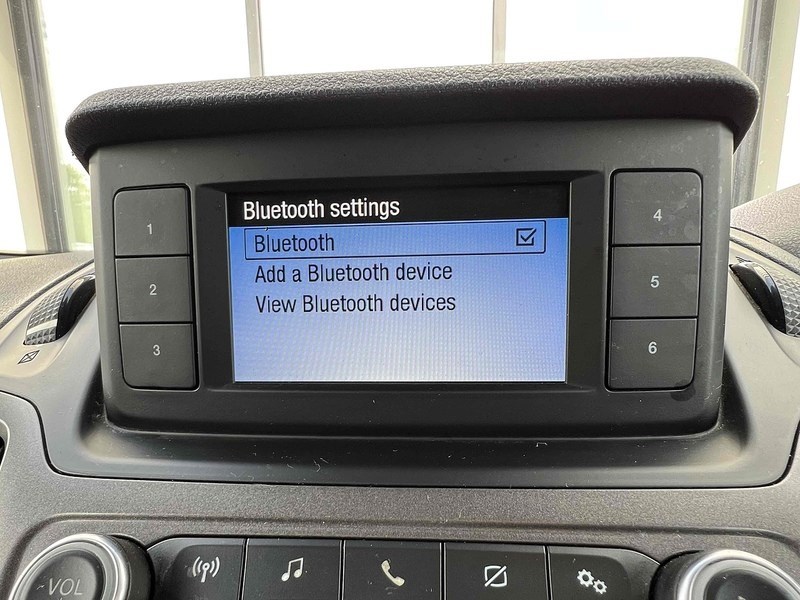 Bluetooth settings
1
Bluetooth
4
2
Add a Bluetooth device
5
View Bluetooth devices
3
6
VOL